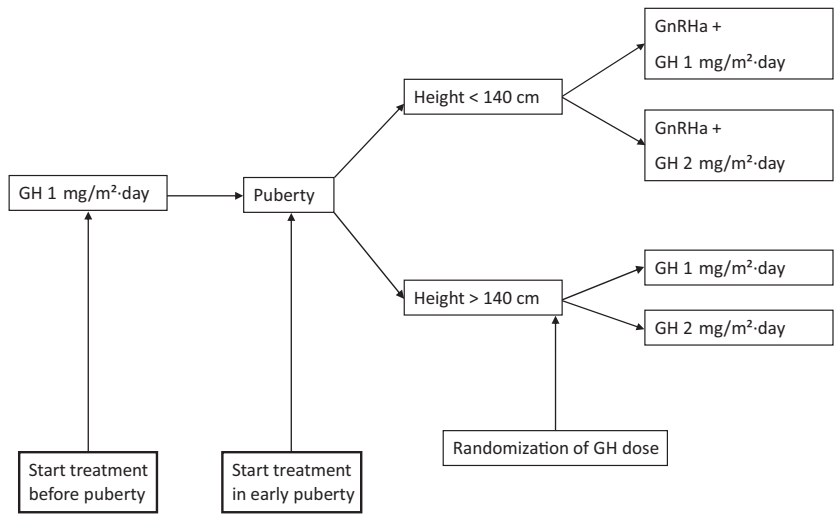 GnRHa +
GH 1 mg/m²·day
Height < 140 cm
GnRHa +
GH 2 mg/m²·day
GH 1 mg/m²·day
Puberty
GH 1 mg/m²·day
Height > 140 cm
GH 2 mg/m²·day
Randomization of GH dose
Start treatment
before puberty
Start treatment
in early puberty